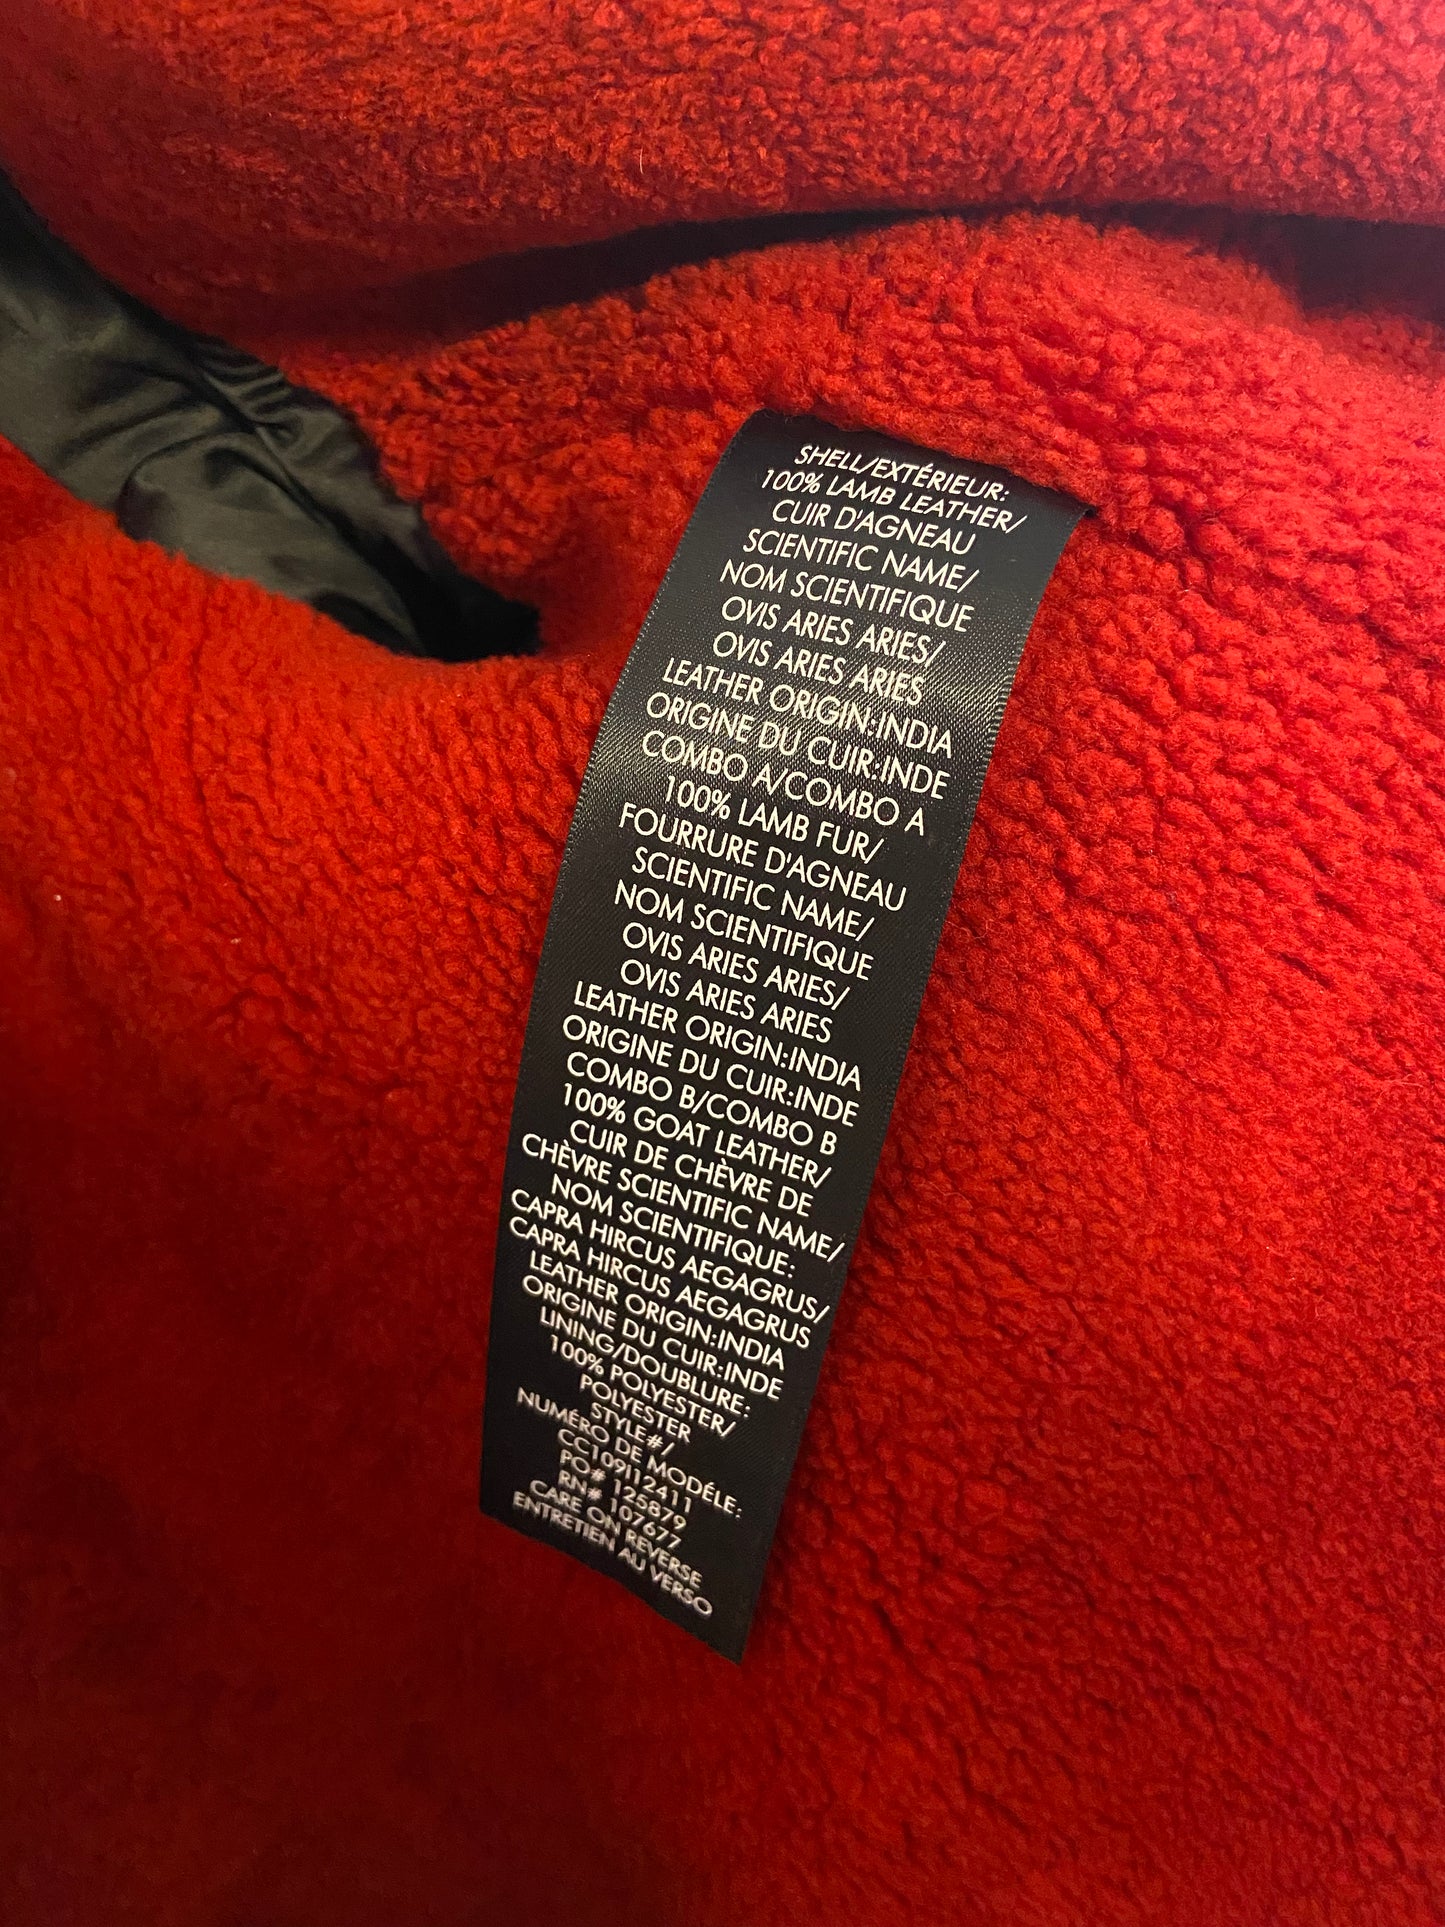 SHELL/EXTÉRIEUR:
100% LAMB LEATHER/
CUIR D'AGNEAU
SCIENTIFIC NAME/
NOM SCIENTIFIQUE
OVIS ARIES ARIES/
OVIS ARIES ARIES
LEATHER ORIGIN:INDIA
ORIGINE DU CUIR:INDE
COMBO A/COMBO A
100% LAMB FUR/
FOURRURE D'AGNEAU
SCIENTIFIC NAME/
NOM SCIENTIFIQUE
OVIS ARIES ARIES/
OVIS ARIES ARIES
LEATHER ORIGIN:INDIA
ORIGINE DU CUIR:INDE
COMBO B/COMBO B
100% GOAT LEATHER/
CUIR DE CHÈVRE DE
CHÈVRE SCIENTIFIC NAME/
NOM SCIENTIFIQUE:
CAPRA HIRCUS AEGAGRUS/
CAPRA HIRCUS AEGAGRUS
LEATHER ORIGIN:INDIA
ORIGINE DU CUIR:INDE
LINING/DOUBLURE:
100% POLYESTER/
POLYESTER
STYLE#/
NUMÉRO DE MODÉLE:
CC109I12411
PO# 125879
RN# 107677
CARE ON REVERSE
ENTRETIEN AU VERSO